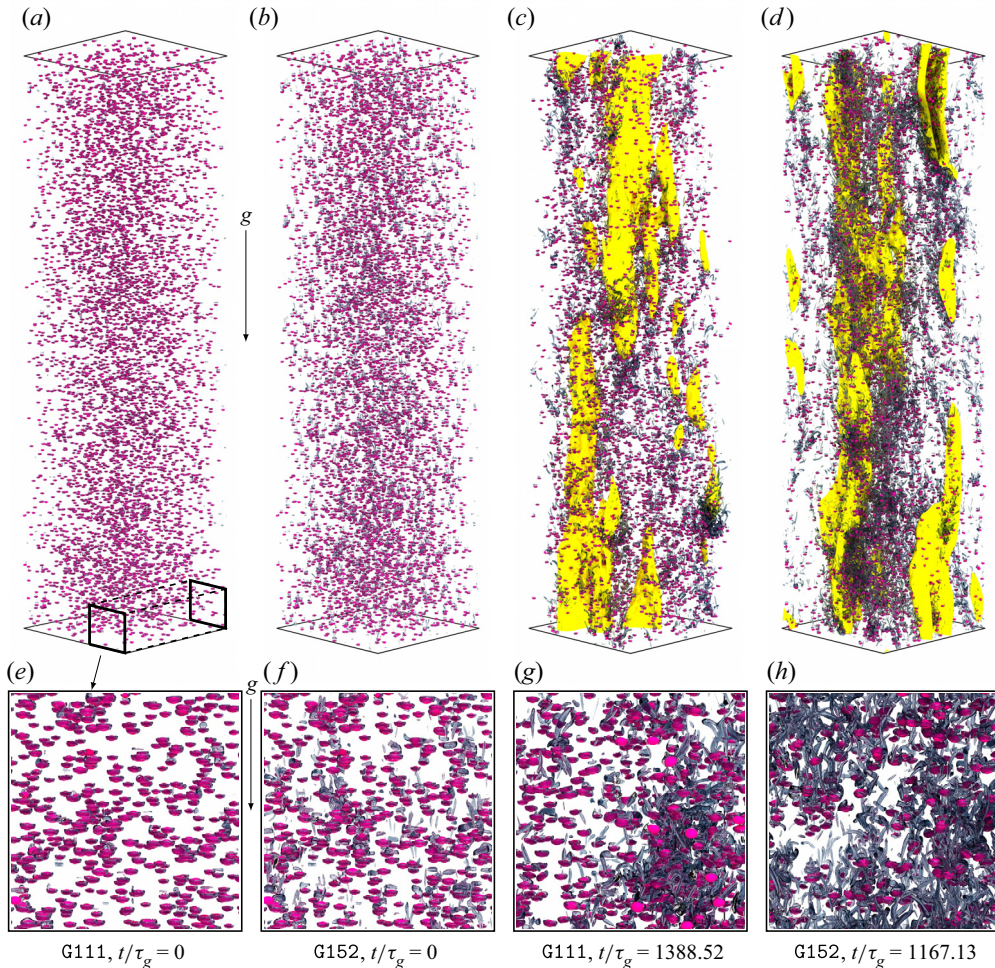 (a) (b) (c) (d)
g
(e) (f) (g) (h)
g
G111, t/τg = 0 G152, t/τg = 0 G111, t/τg = 1388.52 G152, t/τg = 1167.13